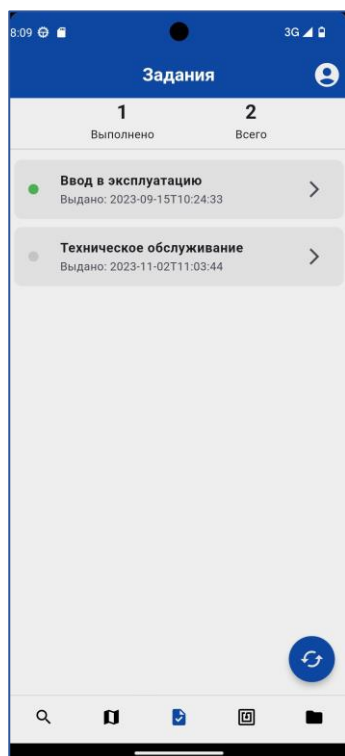 8:09
3G
Задания
1
2
Выполнено
Всего
Ввод в эксплуатацию
Выдано: 2023-09-15T10:24:33
Техническое обслуживание
Выдано: 2023-11-02T11:03:44